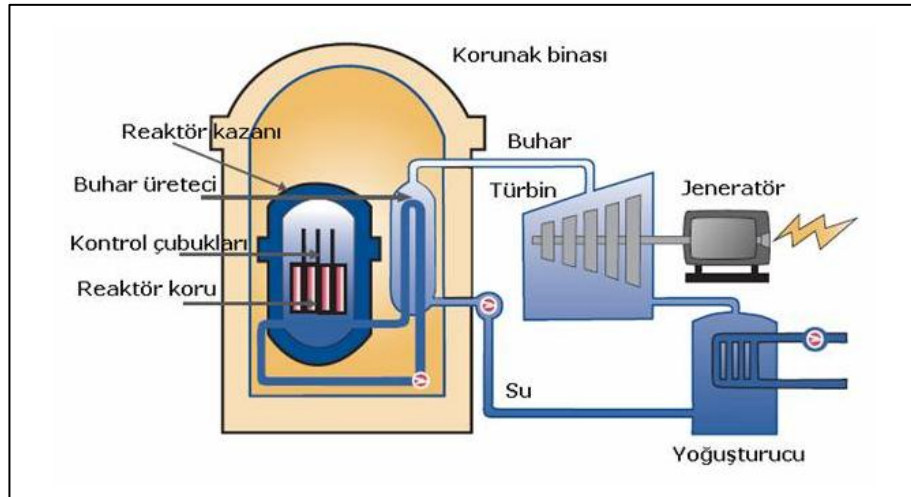 Korunak binası
Reaktör kazanı
Buhar
Buhar üreteci
Türbin
Jeneratör
Kontrol çubukları
Reaktör koru
Su
Yoğuşturucu